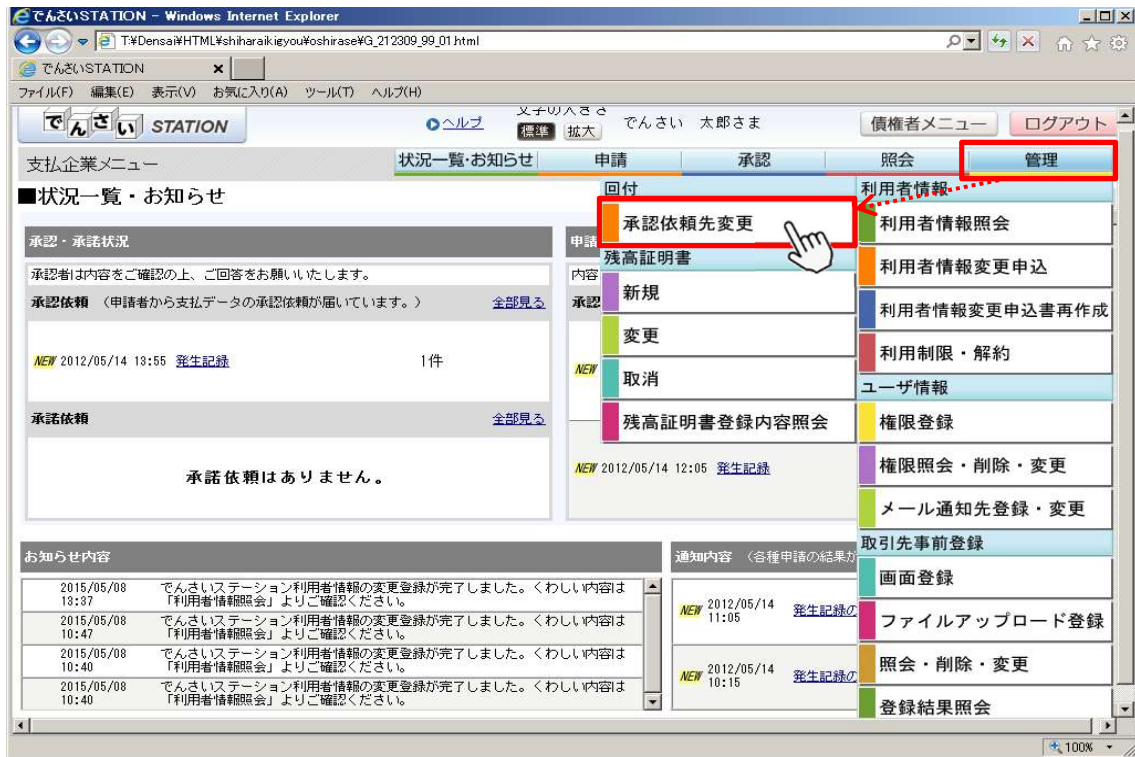 でんさいSTATION - Windows Internet Explorer
T:¥Densai¥HTML¥shiharaikigyou¥oshirase¥G_212309_99_01.html
でんさいSTATION
ファイル(F) 編集(E) 表示(V) お気に入り(A) ツール(T) ヘルプ(H)
でんさい STATION
ヘルプ
文字の大きさ
標準 拡大
でんさい 太郎さま
債権者メニュー
ログアウト
支払企業メニュー
状況一覧・お知らせ 申請 承認 照会 管理
■状況一覧・お知らせ
回付
承認依頼先変更
残高証明書
新規
変更
取消
残高証明書登録内容照会
利用者情報
利用者情報照会
利用者情報変更申込
利用者情報変更申込書再作成
利用制限・解約
ユーザ情報
権限登録
権限照会・削除・変更
メール通知先登録・変更
取引先事前登録
画面登録
ファイルアップロード登録
照会・削除・変更
登録結果照会
承認・承諾状況
承認者は内容をご確認の上、ご回答をお願いいたします。
承認依頼 (申請者から支払データの承認依頼が届いています。) 全部見る
NEW 2012/05/14 13:55 発生記録 1件
承諾依頼 全部見る
承諾依頼はありません。
申請
内容
承認
NEW
NEW 2012/05/14 12:05 発生記録
お知らせ内容
2015/05/08 13:37 でんさいステーション利用者情報の変更登録が完了しました。くわしい内容は
「利用者情報照会」よりご確認ください。
2015/05/08 10:47 でんさいステーション利用者情報の変更登録が完了しました。くわしい内容は
「利用者情報照会」よりご確認ください。
2015/05/08 10:40 でんさいステーション利用者情報の変更登録が完了しました。くわしい内容は
「利用者情報照会」よりご確認ください。
2015/05/08 10:40 でんさいステーション利用者情報の変更登録が完了しました。くわしい内容は
「利用者情報照会」よりご確認ください。
通知内容 (各種申請の結果が
NEW 2012/05/14 11:05 発生記録の
NEW 2012/05/14 10:15 発生記録の
100%